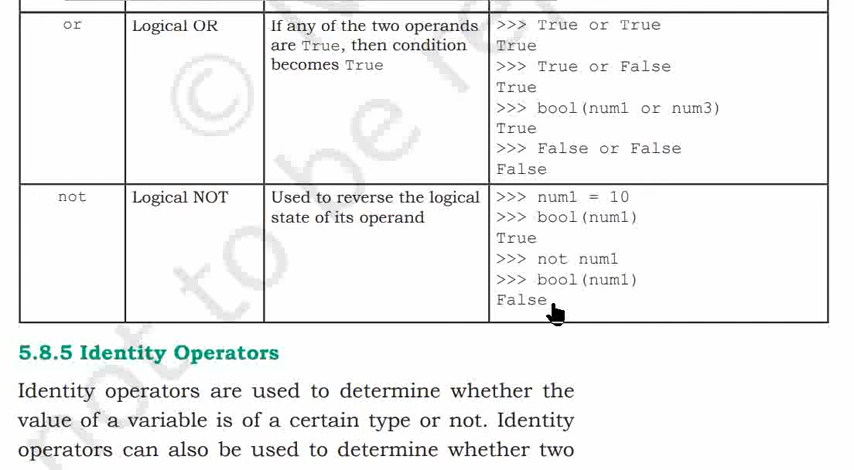 or
Logical OR
If any of the two operands
are True, then condition
becomes True
>>> True or True
True
>>> True or False
True
>>> bool(num1 or num3)
True
>>> False or False
False
not
Logical NOT
Used to reverse the logical
state of its operand
>>> num1 = 10
>>> bool(num1)
True
>>> not num1
>>> bool(num1)
False
5.8.5 Identity Operators
Identity operators are used to determine whether the
value of a variable is of a certain type or not. Identity
operators can also be used to determine whether two
©
not to be re